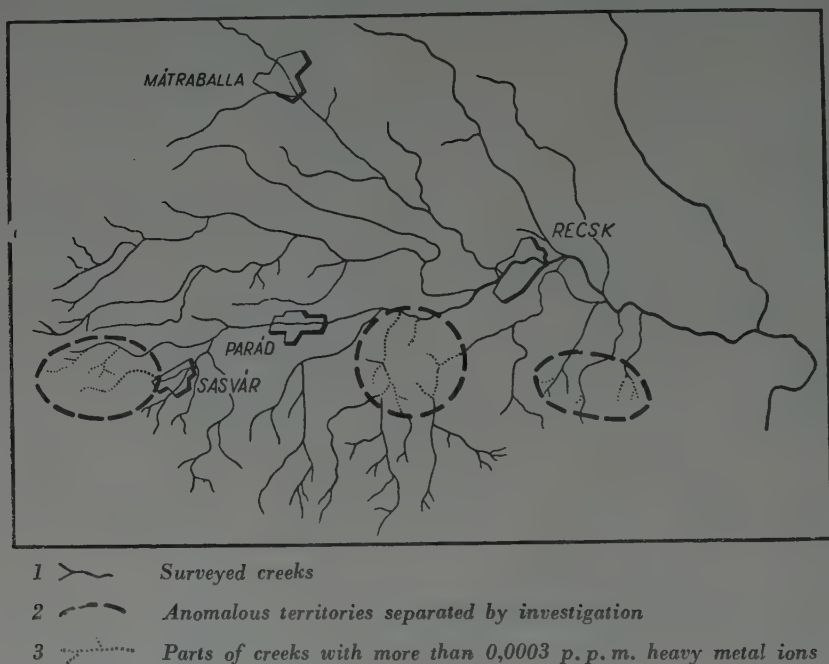 MÁTRABALLA
RECSK
PARÁD
SASVÁR
1 Surveyed creeks
2 Anomalous territories separated by investigation
3 Parts of creeks with more than 0,0003 p. p. m. heavy metal ions